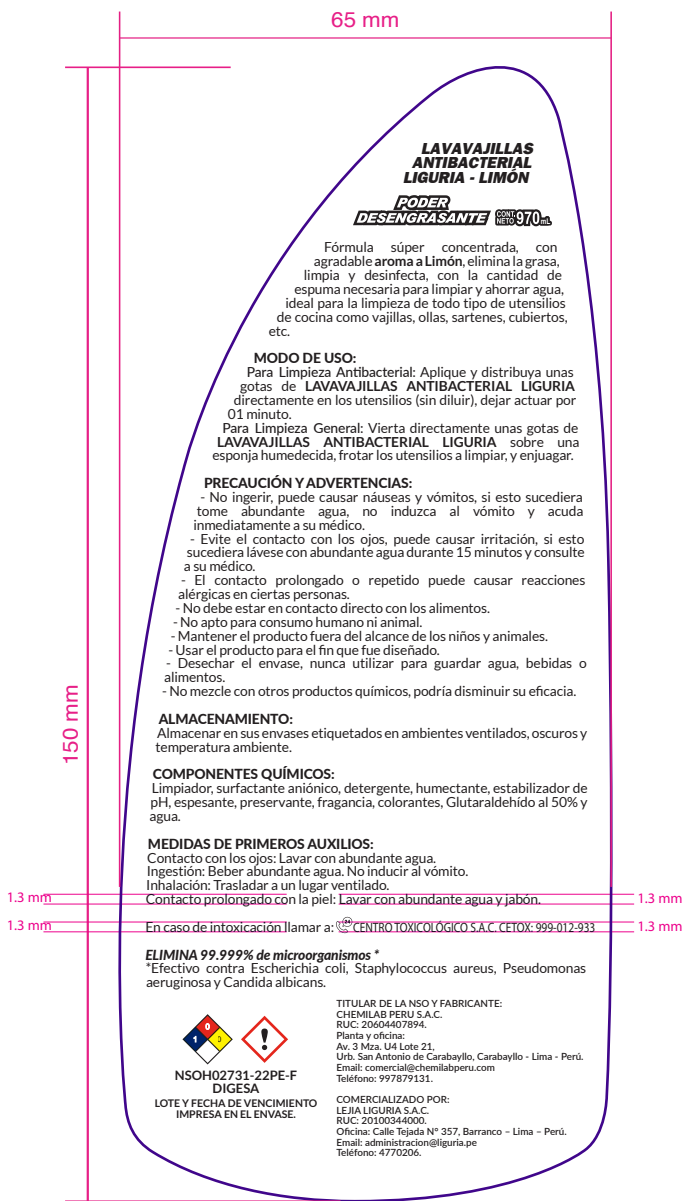 65 mm
LAVAVAJILLAS
ANTIBACTERIAL
LIGURIA - LIMÓN
PODER
DESENGRASANTE CONT. NETO 970 mL
Fórmula súper concentrada, con
agradable aroma a Limón, elimina la grasa,
limpia y desinfecta, con la cantidad de
espuma necesaria para limpiar y ahorrar agua,
ideal para la limpieza de todo tipo de utensilios
de cocina como vajillas, ollas, sartenes, cubiertos,
etc.
MODO DE USO:
Para Limpieza Antibacterial: Aplique y distribuya unas
gotas de LAVAVAJILLAS ANTIBACTERIAL LIGURIA
directamente en los utensilios (sin diluir), dejar actuar por
01 minuto.
Para Limpieza General: Vierta directamente unas gotas de
LAVAVAJILLAS ANTIBACTERIAL LIGURIA sobre una
esponja humedecida, frotar los utensilios a limpiar, y enjuagar.
PRECAUCIÓN Y ADVERTENCIAS:
- No ingerir, puede causar náuseas y vómitos, si esto sucediera
tome abundante agua, no induzca al vómito y acuda
inmediatamente a su médico.
- Evite el contacto con los ojos, puede causar irritación, si esto
sucediera lávese con abundante agua durante 15 minutos y consulte
a su médico.
- El contacto prolongado o repetido puede causar reacciones
alérgicas en ciertas personas.
- No debe estar en contacto directo con los alimentos.
- No apto para consumo humano ni animal.
- Mantener el producto fuera del alcance de los niños y animales.
- Usar el producto para el fin que fue diseñado.
- Desechar el envase, nunca utilizar para guardar agua, bebidas o
alimentos.
- No mezcle con otros productos químicos, podría disminuir su eficacia.
150 mm
ALMACENAMIENTO:
Almacenar en sus envases etiquetados en ambientes ventilados, oscuros y
temperatura ambiente.
COMPONENTES QUÍMICOS:
Limpiador, surfactante aniónico, detergente, humectante, estabilizador de
pH, espesante, preservante, fragancia, colorantes, Glutaraldehído al 50% y
agua.
MEDIDAS DE PRIMEROS AUXILIOS:
Contacto con los ojos: Lavar con abundante agua.
Ingestión: Beber abundante agua. No inducir al vómito.
Inhalación: Trasladar a un lugar ventilado.
1.3 mm Contacto prolongado con la piel: Lavar con abundante agua y jabón. 1.3 mm
1.3 mm En caso de intoxicación llamar a: 24 CENTRO TOXICOLÓGICO S.A.C. CETOX: 999-012-933 1.3 mm
ELIMINA 99.999% de microorganismos *
*Efectivo contra Escherichia coli, Staphylococcus aureus, Pseudomonas
aeruginosa y Candida albicans.
0
1 0
!
NSOH02731-22PE-F
DIGESA
LOTE Y FECHA DE VENCIMIENTO
IMPRESA EN EL ENVASE.
TITULAR DE LA NSO Y FABRICANTE:
CHEMILAB PERU S.A.C.
RUC: 20604407894.
Planta y oficina:
Av. 3 Mza. U4 Lote 21,
Urb. San Antonio de Carabayllo, Carabayllo - Lima - Perú.
Email: comercial@chemilabperu.com
Teléfono: 997879131.
COMERCIALIZADO POR:
LEJIA LIGURIA S.A.C.
RUC: 20100344000.
Oficina: Calle Tejada N° 357, Barranco – Lima – Perú.
Email: administracion@liguria.pe
Teléfono: 4770206.